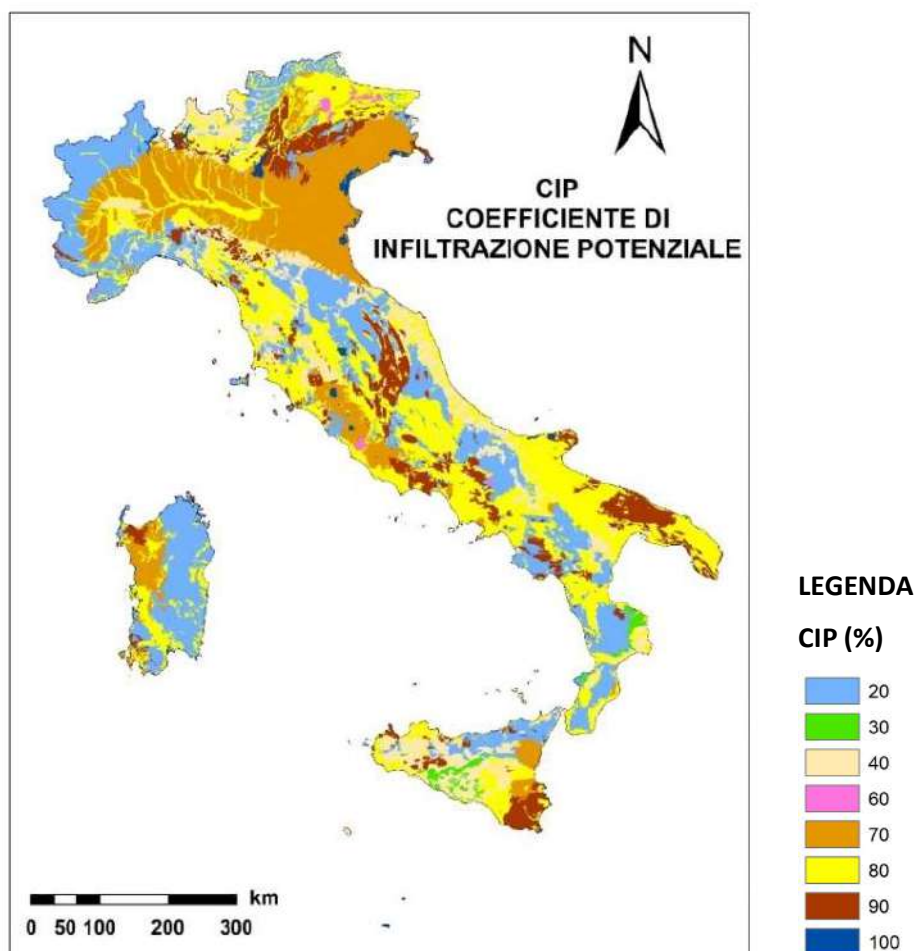 N
CIP
COEFFICIENTE DI
INFILTRAZIONE POTENZIALE
LEGENDA
CIP (%)
20
30
40
60
70
80
90
100
km
0 50 100 200 300